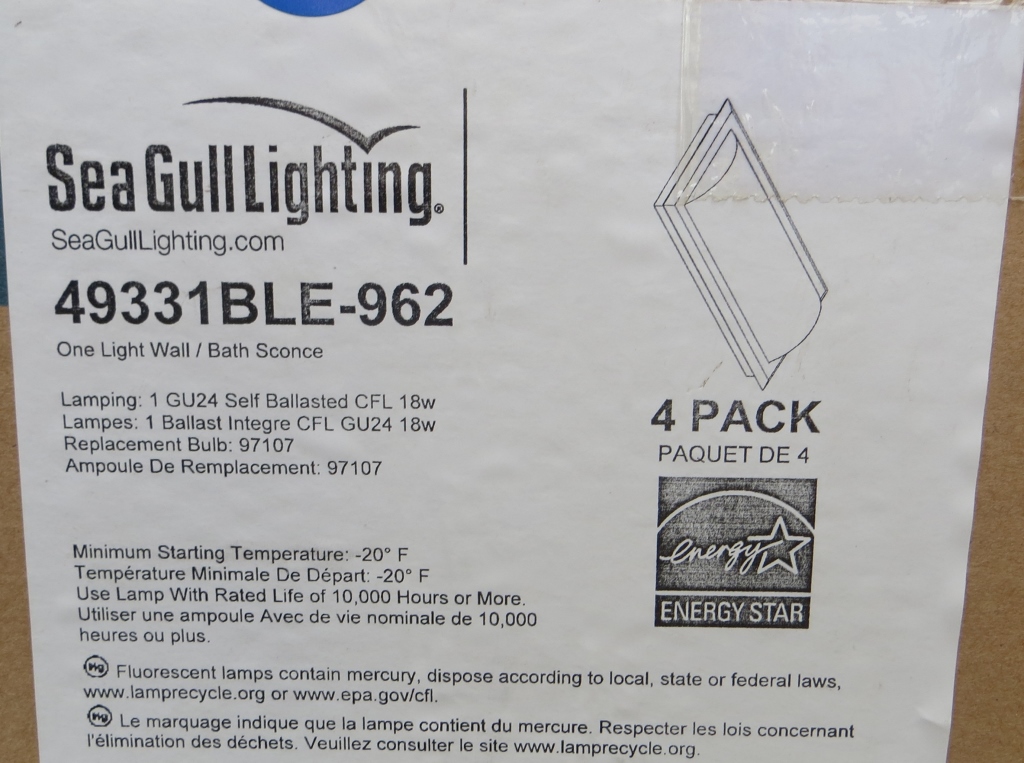 Sea Gull Lighting®
SeaGullLighting.com
49331BLE-962
One Light Wall / Bath Sconce
Lamping: 1 GU24 Self Ballasted CFL 18w
Lampes: 1 Ballast Integre CFL GU24 18w
Replacement Bulb: 97107
Ampoule De Remplacement: 97107
4 PACK
PAQUET DE 4
energy
ENERGY STAR
Minimum Starting Temperature: -20° F
Température Minimale De Départ: -20° F
Use Lamp With Rated Life of 10,000 Hours or More.
Utiliser une ampoule Avec de vie nominale de 10,000
heures ou plus.
Hg Fluorescent lamps contain mercury, dispose according to local, state or federal laws,
www.lamprecycle.org or www.epa.gov/cfl.
Hg Le marquage indique que la lampe contient du mercure. Respecter les lois concernant
l'élimination des déchets. Veuillez consulter le site www.lamprecycle.org.